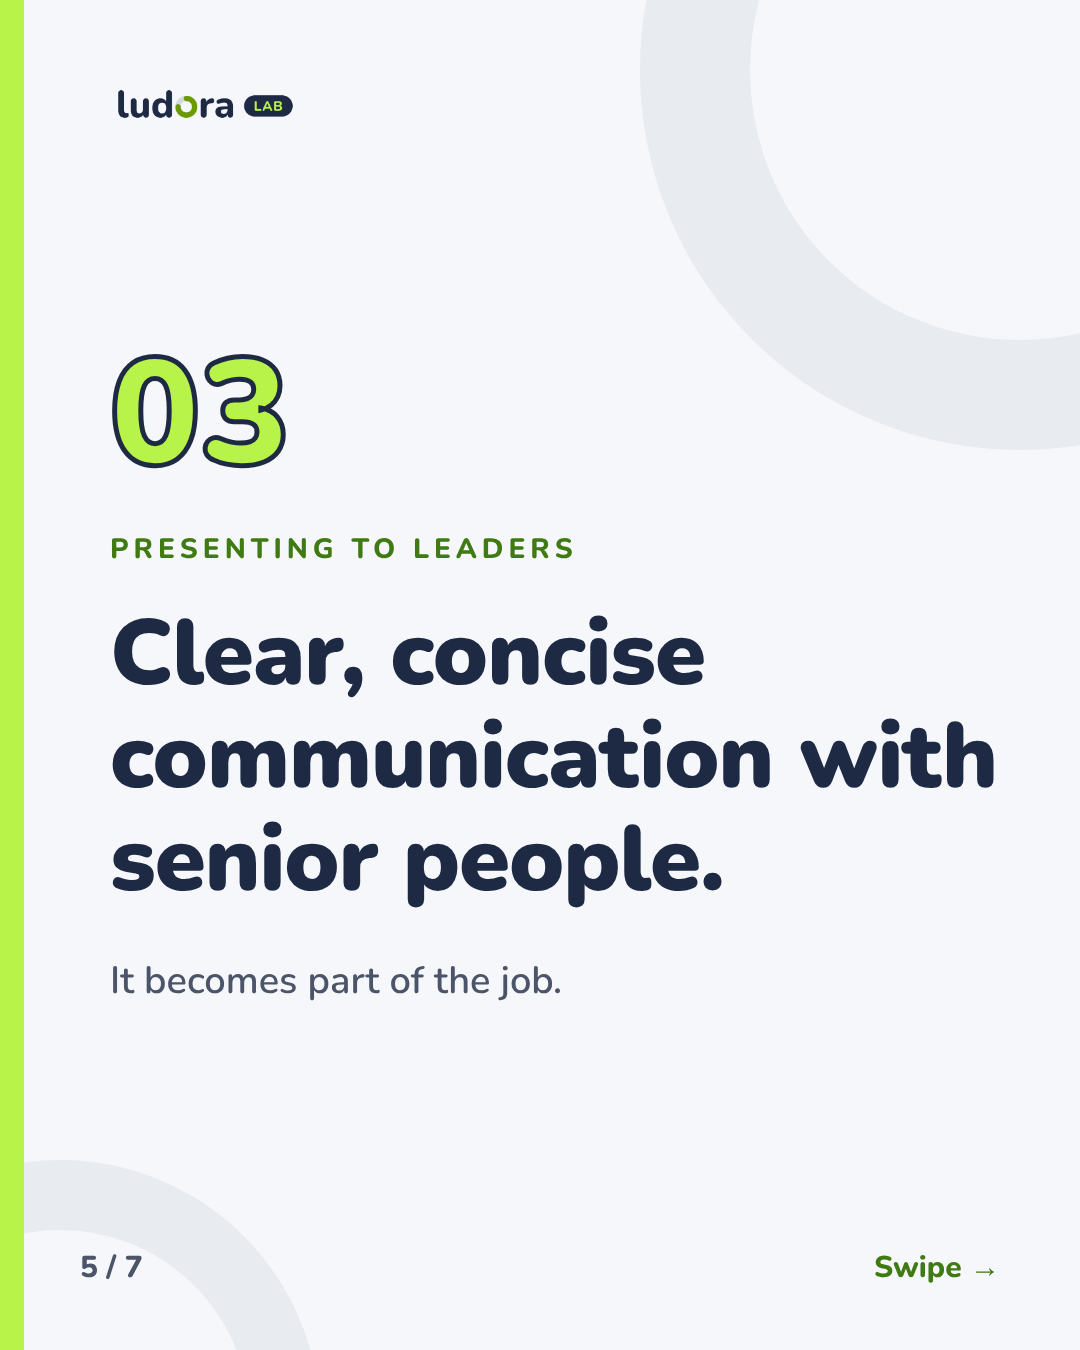 ludora LAB
03
PRESENTING TO LEADERS
Clear, concise
communication with
senior people.
It becomes part of the job.
5 / 7
Swipe →